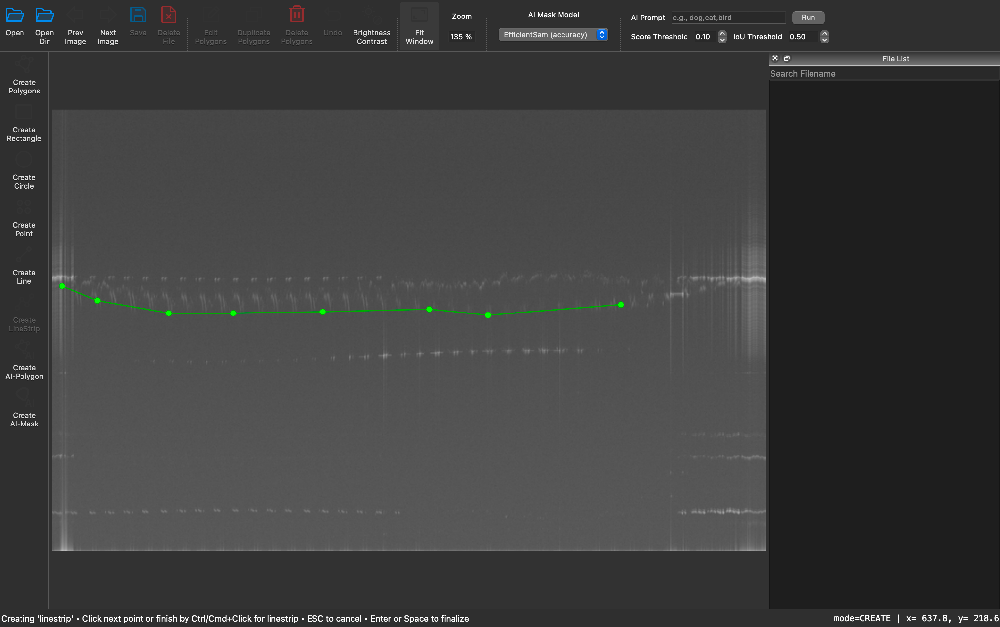 Open
Open
Dir
Prev
Image
Next
Image
Save
Delete
File
Edit
Polygons
Duplicate
Polygons
Delete
Polygons
Undo
Brightness
Contrast
Fit
Window
Zoom
135 %
AI Mask Model
EfficientSam (accuracy)
AI Prompt e.g., dog,cat,bird Run
Score Threshold 0.10 IoU Threshold 0.50
Create
Polygons
Create
Rectangle
Create
Circle
Create
Point
Create
Line
Create
LineStrip
AI
Create
AI-Polygon
AI
Create
AI-Mask
File List
Search Filename
Creating 'linestrip' • Click next point or finish by Ctrl/Cmd+Click for linestrip • ESC to cancel • Enter or Space to finalize
mode=CREATE | x= 637.8, y= 218.6